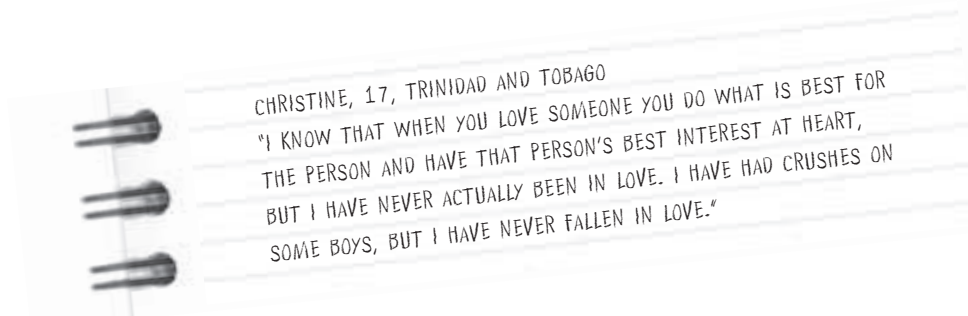 CHRISTINE, 17, TRINIDAD AND TOBAGO
"I KNOW THAT WHEN YOU LOVE SOMEONE YOU DO WHAT IS BEST FOR
THE PERSON AND HAVE THAT PERSON'S BEST INTEREST AT HEART,
BUT I HAVE NEVER ACTUALLY BEEN IN LOVE. I HAVE HAD CRUSHES ON
SOME BOYS, BUT I HAVE NEVER FALLEN IN LOVE."